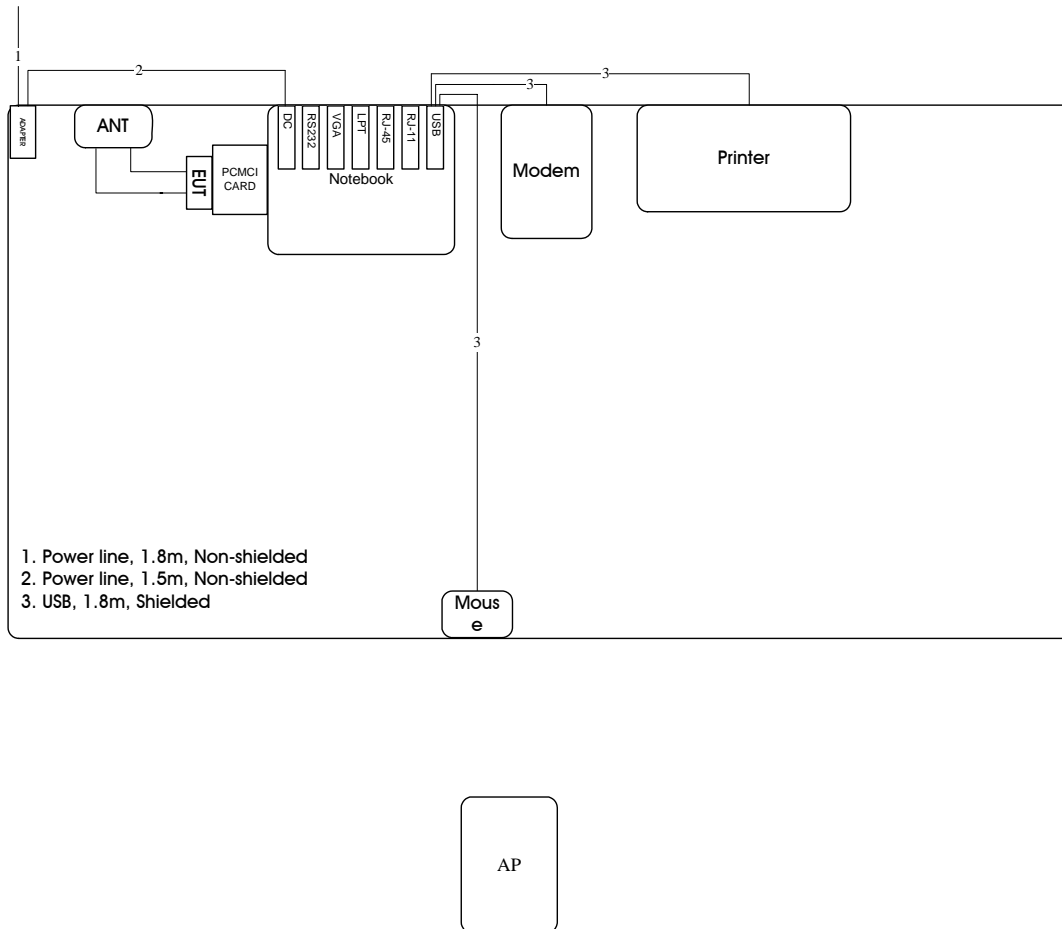 1
2
3
3
ADAPTER
ANT
EUT
PCMCI
CARD
DC
RS232
VGA
LPT
RJ-45
RJ-11
USB
Notebook
Modem
Printer
3
1. Power line, 1.8m, Non-shielded
2. Power line, 1.5m, Non-shielded
3. USB, 1.8m, Shielded
Mous
e
AP